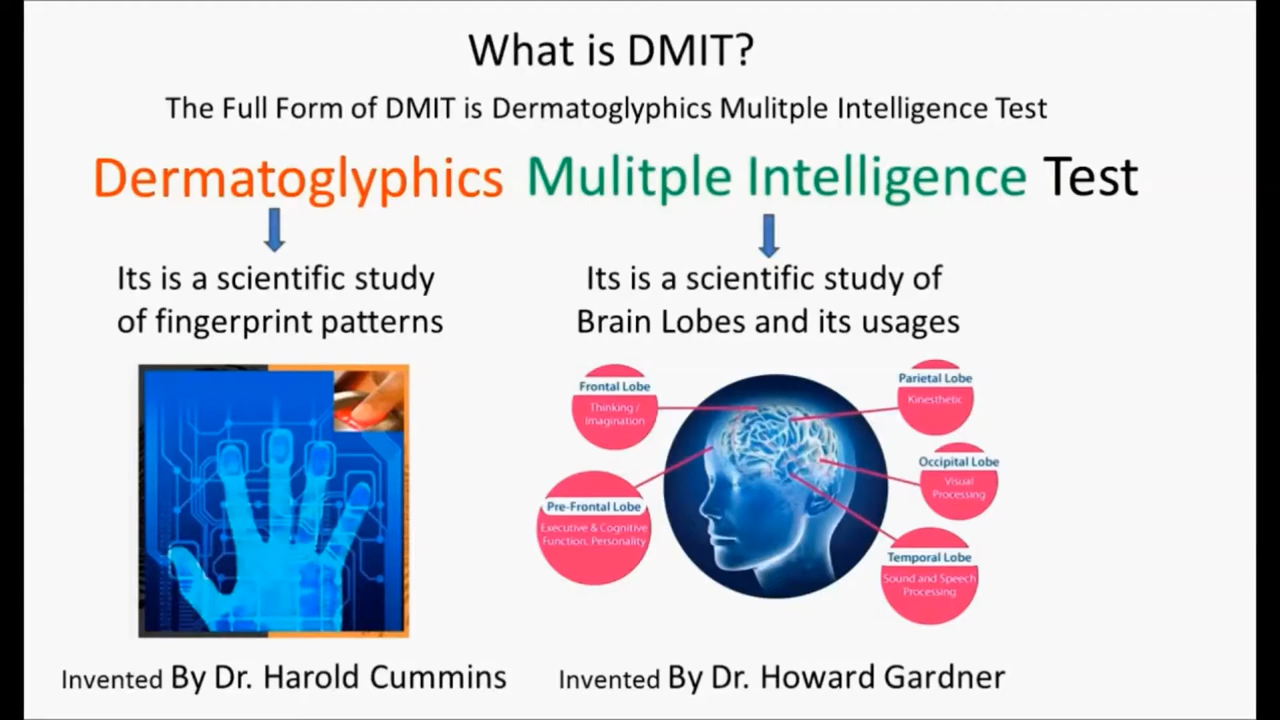 What is DMIT?
The Full Form of DMIT is Dermatoglyphics Mulitple Intelligence Test
Dermatoglyphics Mulitple Intelligence Test
Its is a scientific study
of fingerprint patterns
Its is a scientific study of
Brain Lobes and its usages
Frontal Lobe
Thinking /
Imagination
Pre-Frontal Lobe
Executive & Cognitive
Function, Personality
Parietal Lobe
Kinesthetic
Occipital Lobe
Visual
Processing
Temporal Lobe
Sound and Speech
Processing
Invented By Dr. Harold Cummins
Invented By Dr. Howard Gardner